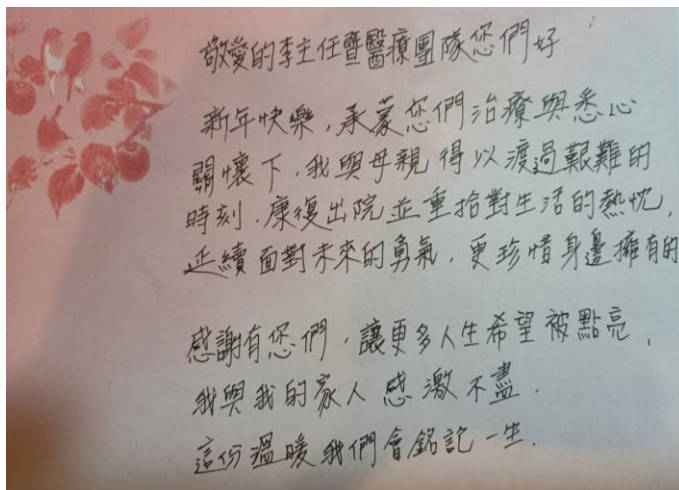 敬愛的李主任暨醫療團隊您們好
新年快樂,承蒙您們治療與悉心
關懷下,我與母親得以渡過艱難的
時刻,康復出院並重拾對生活的熱忱,
延續面對未來的勇氣,更珍惜身邊擁有的
感謝有您們,讓更多人生希望被點亮,
我與我的家人感激不盡.
這份溫暖我們會銘記一生.